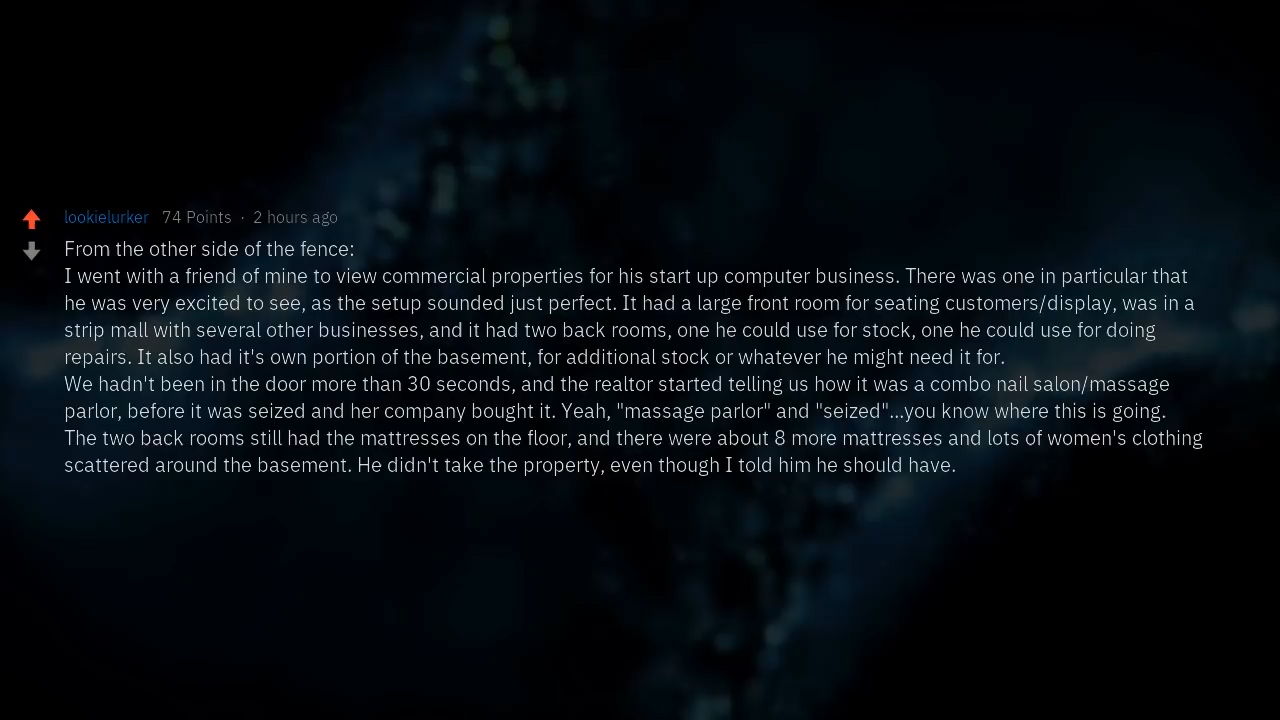 lookielurker 74 Points · 2 hours ago
From the other side of the fence:
I went with a friend of mine to view commercial properties for his start up computer business. There was one in particular that
he was very excited to see, as the setup sounded just perfect. It had a large front room for seating customers/display, was in a
strip mall with several other businesses, and it had two back rooms, one he could use for stock, one he could use for doing
repairs. It also had it's own portion of the basement, for additional stock or whatever he might need it for.
We hadn't been in the door more than 30 seconds, and the realtor started telling us how it was a combo nail salon/massage
parlor, before it was seized and her company bought it. Yeah, "massage parlor" and "seized"...you know where this is going.
The two back rooms still had the mattresses on the floor, and there were about 8 more mattresses and lots of women's clothing
scattered around the basement. He didn't take the property, even though I told him he should have.